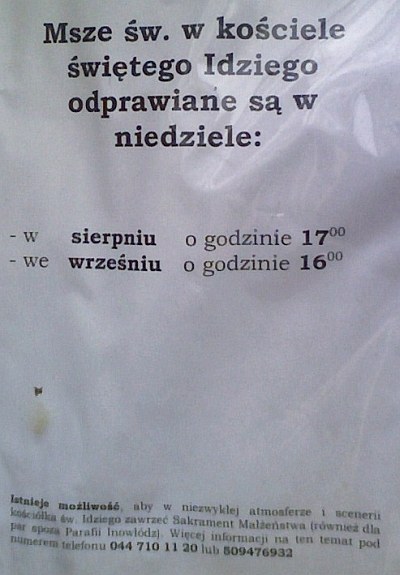 Msze św. w kościele
świętego Idziego
odprawiane są w
niedziele:
- w sierpniu o godzinie 17⁰⁰
- we wrześniu o godzinie 16⁰⁰
Istnieje możliwość, aby w niezwykłej atmosferze i scenerii
kościółka św. Idziego zawrzeć Sakrament Małżeństwa (również dla
par spoza Parafii Inowłódz). Więcej informacji na ten temat pod
numerem telefonu 044 710 11 20 lub 509476932